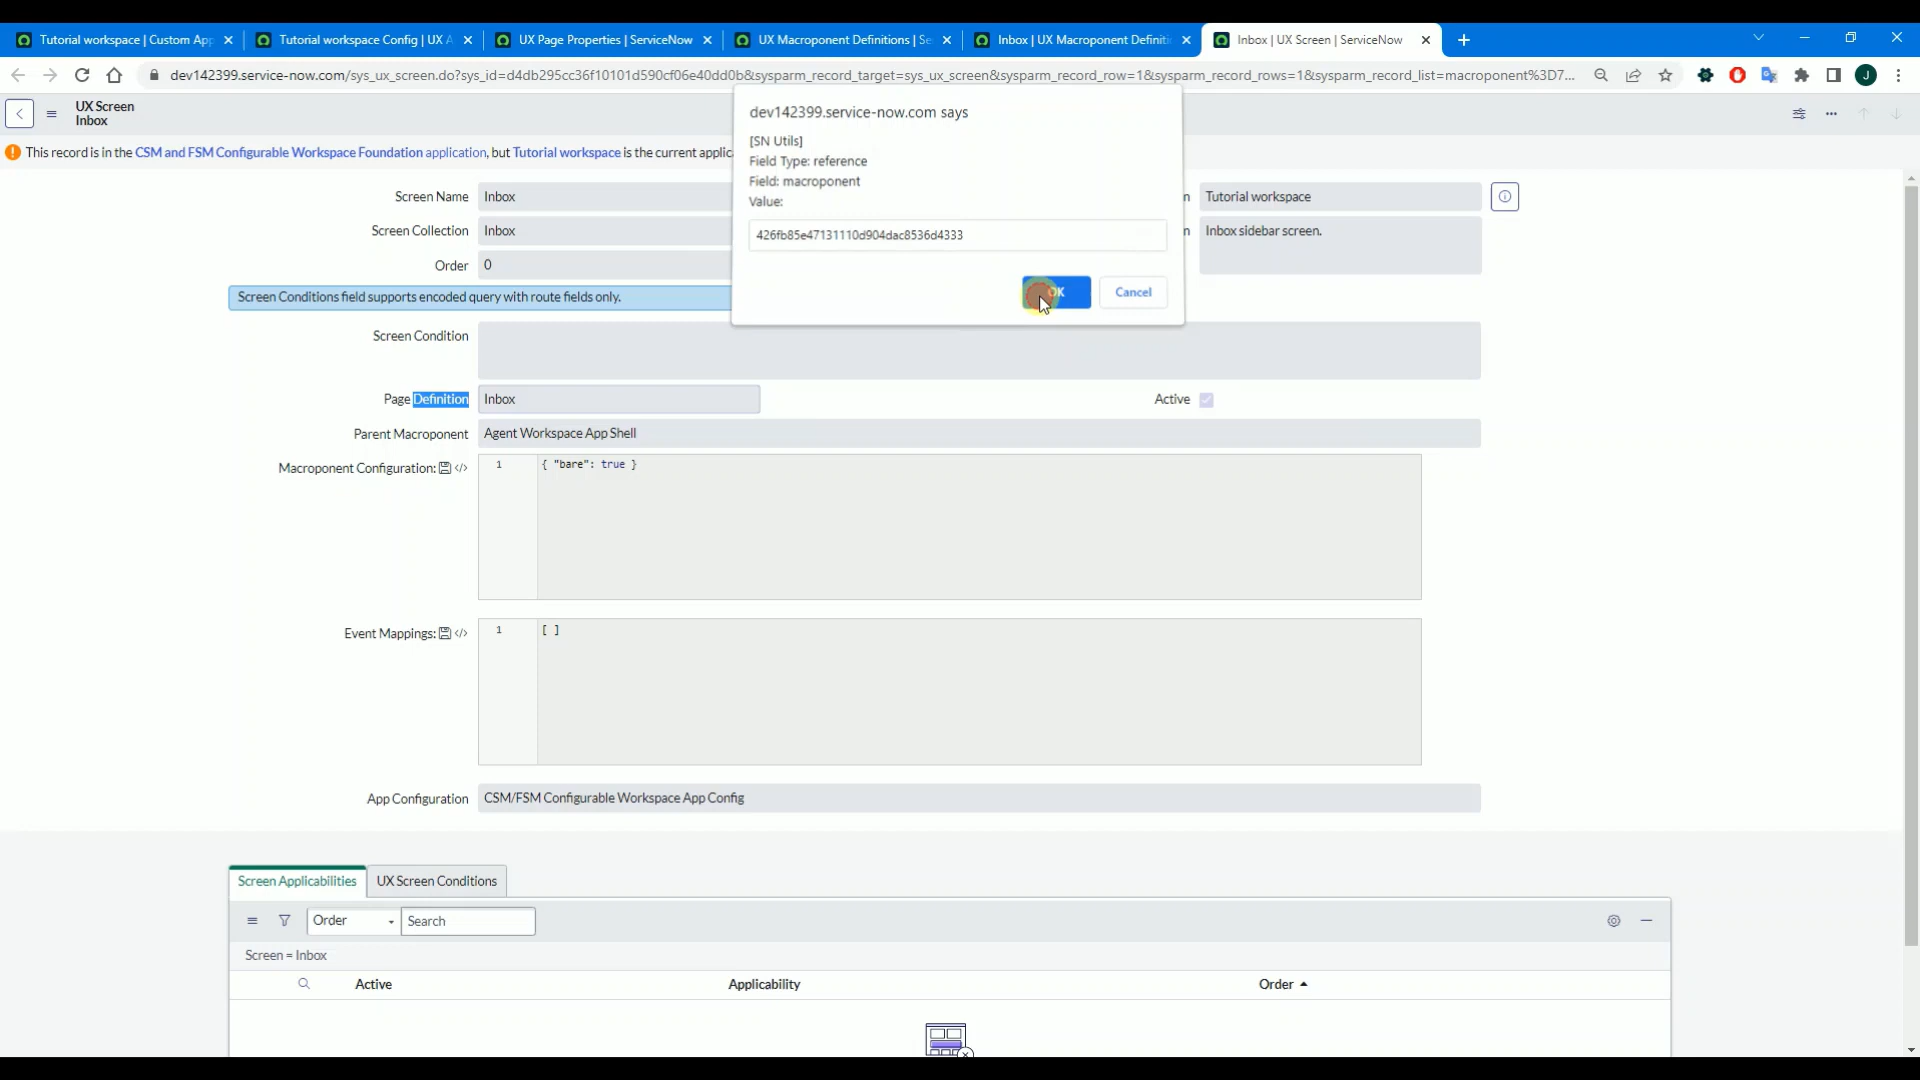 Tutorial workspace | Custom App
Tutorial workspace Config | UX A
UX Page Properties | ServiceNow
UX Macroponent Definitions | Se
Inbox | UX Macroponent Definiti
Inbox | UX Screen | ServiceNow
dev142399.service-now.com/sys_ux_screen.do?sys_id=d4db295cc36f10101d590cf06e40dd0b&sysparm_record_target=sys_ux_screen&sysparm_record_row=1&sysparm_record_rows=1&sysparm_record_list=macroponent%3D7...
J
UX Screen
Inbox
This record is in the CSM and FSM Configurable Workspace Foundation application, but Tutorial workspace is the current applic
dev142399.service-now.com says
[SN Utils]
Field Type: reference
Field: macroponent
Value:
426fb85e47131110d904dac8536d4333
OK
Cancel
Screen Name
Inbox
n
Tutorial workspace
Screen Collection
Inbox
n
Inbox sidebar screen.
Order
0
Screen Conditions field supports encoded query with route fields only.
Screen Condition
Page Definition
Inbox
Active
Parent Macroponent
Agent Workspace App Shell
Macroponent Configuration:
1
{ "bare": true }
Event Mappings:
1
[ ]
App Configuration
CSM/FSM Configurable Workspace App Config
Screen Applicabilities
UX Screen Conditions
Order
Search
Screen = Inbox
Active
Applicability
Order